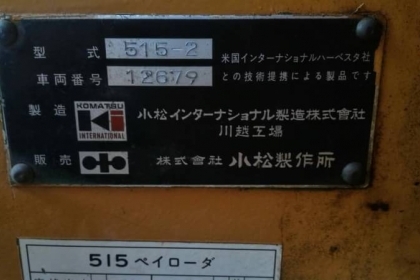 型式 515-2 米国インターナショナルハーベスタ社
車両番号 12679 との技術提携による製品です
製造 KOMATSU INTERNATIONAL 小松インターナショナル製造株式会社
川越工場
販売 株式会社 小松製作所
515 ペイローダ